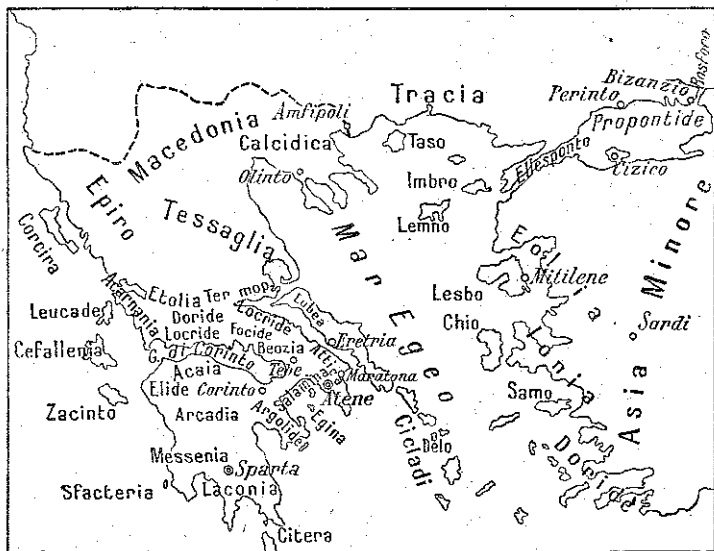 Bosforo
Bizanzio
Tracia
Perinto
Propontide
Amfipoli
Macedonia
Calcidica
Taso
Ellesponto
Cizico
Olinto
Imbro
Epiro
Tessaglia
Lemno
Mar Egeo
Corcira
Eolia
Asia Minore
Mitilene
Etolia
Termopi
Acarnania
Doride
Locride
Eubea
Lesbo
Leucade
Locride
Focide
Eretria
Chio
Sardi
Cefallenia
G. di Corinto
Beozia
Attica
Jonia
Acaia
Tebe
Maratona
Elide
Corinto
Salamina
Atene
Samo
Zacinto
Arcadia
Argolide
Egina
Cicladi
Delo
Doride
Messenia
Sparta
Sfacteria
Laconia
Citera